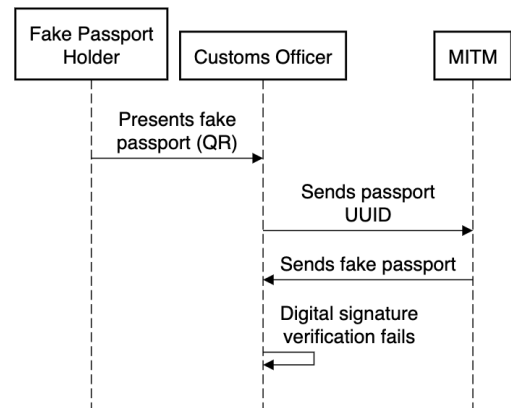 Fake Passport
Holder
Customs Officer
MITM
Presents fake
passport (QR)
Sends passport
UUID
Sends fake passport
Digital signature
verification fails